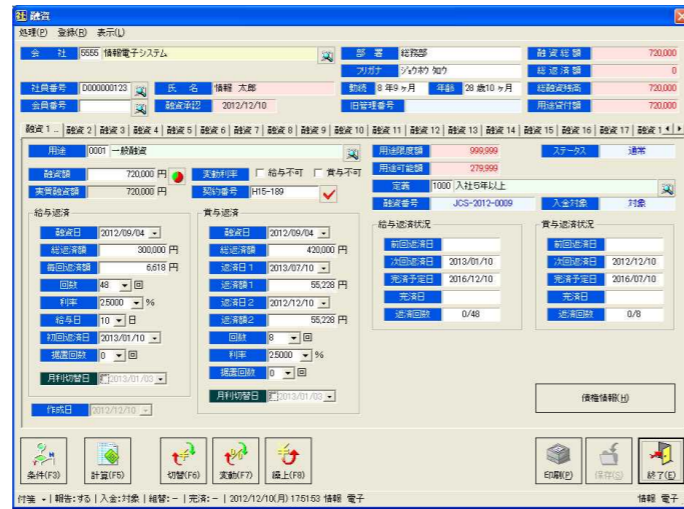 融資
処理(P) 登録(R) 表示(L)
会 社 5555 情報電子システム 部 署 総務部 融資総額 720,000
フリガナ ジョウホウ タロウ 総返済額 0
社員番号 D000000123 氏 名 情報 太郎 勤続 8 年9 ヶ月 年齢 28 歳10 ヶ月 総融資残高 720,000
会員番号 融資承認 2012/12/10 旧管理番号 用途貸付額 720,000
融資 1 融資 2 融資 3 融資 4 融資 5 融資 6 融資 7 融資 8 融資 9 融資 10 融資 11 融資 12 融資 13 融資 14 融資 15 融資 16 融資 17 融資 1
用途 0001 一般融資 用途限度額 999,999 ステータス 通常
融資額 720,000 円 変動利率 給与不可 賞与不可 用途可能額 279,999
実質融資額 720,000 円 契約番号 H15-189 定義 1000 入社5年以上
融資番号 JCS-2012-0009 入金対象 対象
給与返済 賞与返済 給与返済状況 賞与返済状況
融資日 2012/09/04 融資日 2012/09/04 前回返済日 前回返済日
総返済額 300,000 円 総返済額 420,000 円 次回返済日 2013/01/10 次回返済日 2012/12/10
毎回返済額 6,618 円 返済日1 2013/07/10 完済予定日 2016/12/10 完済予定日 2016/07/10
回数 48 回 返済額1 55,228 円 完済日 完済日
利率 2.5000 % 返済日2 2012/12/10 返済回数 0/48 返済回数 0/8
給与日 10 日 返済額2 55,228 円
初回返済日 2013/01/10 回数 8 回
据置回数 0 回 利率 2.5000 %
据置回数 0 回
月利切替日 2013/01/03 月利切替日 2013/01/03
作成日 2012/12/10 債権情報(H)
条件(F3) 計算(F5) 切替(F6) 変動(F7) 繰上(F8) 印刷(P) 保存(S) 終了(E)
付箋 - | 報告:する | 入金:対象 | 組替:- | 完済:- | 2012/12/10(月) 175153 情報 電子 情報 電子